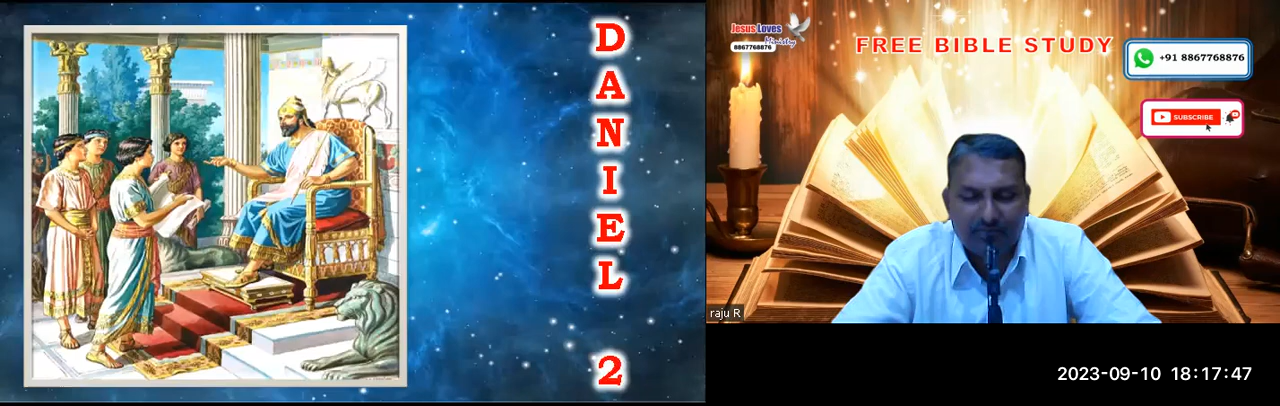 DANIEL 2
Jesus Loves
Ministry
8867768876
FREE BIBLE STUDY
+91 8867768876
SUBSCRIBE
raju R
2023-09-10 18:17:47